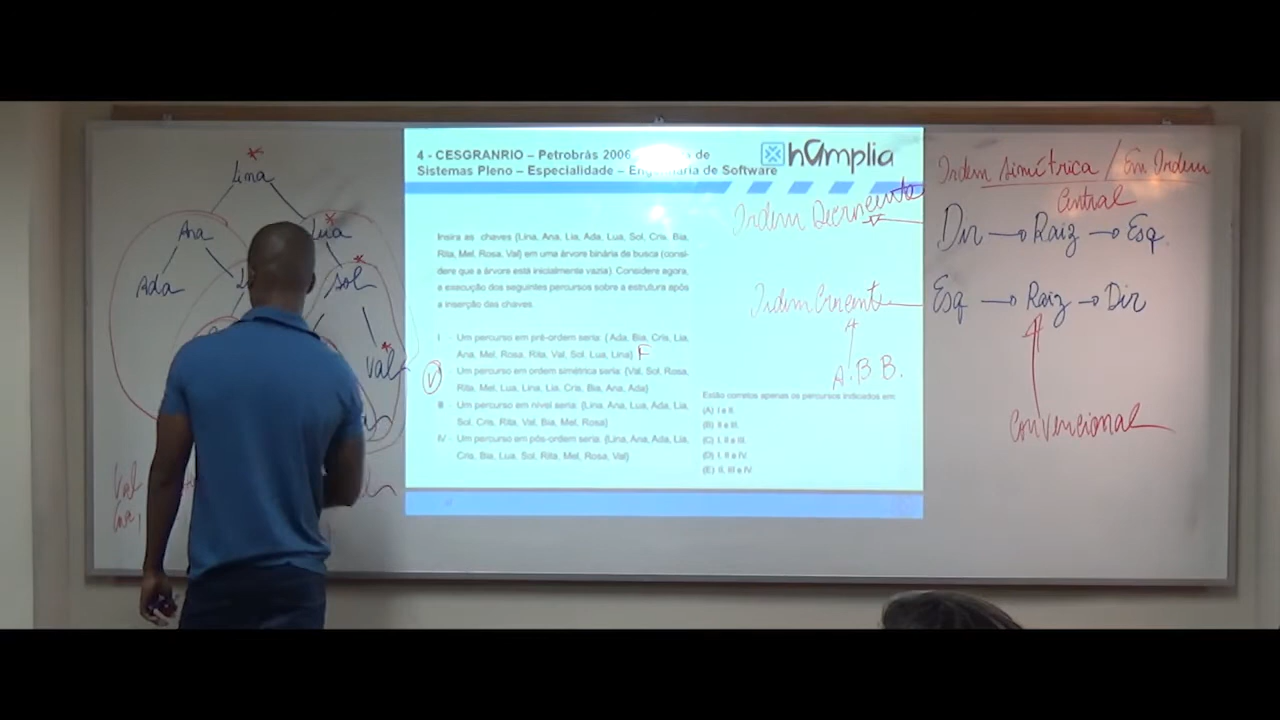 4 - CESGRANRIO – Petrobrás 2006 de
Sistemas Pleno – Especialidade – Engenharia de Software
hamplia
Insira as chaves (Lina, Ana, Lia, Ada, Lua, Sol, Cris, Bia,
Rita, Mel, Rosa, Val) em uma árvore binária de busca (consi-
dere que a árvore está inicialmente vazia). Considere agora,
a execução dos seguintes percursos sobre a estrutura após
a inserção das chaves.
I - Um percurso em pré-ordem seria: {Ada, Bia, Cris, Lia,
Ana, Mel, Rosa, Rita, Val, Sol, Lua, Lina} F
(V) Um percurso em ordem simétrica seria: {Val, Sol, Rosa,
Rita, Mel, Lua, Lina, Lia, Cris, Bia, Ana, Ada}
III - Um percurso em nível seria: {Lina, Ana, Lua, Ada, Lia,
Sol, Cris, Rita, Val, Bia, Mel, Rosa}
IV - Um percurso em pós-ordem seria: {Lina, Ana, Ada, Lia,
Cris, Bia, Lua, Sol, Rita, Mel, Rosa, Val}
Estão corretos apenas os percursos indicados em:
(A) I e II.
(B) II e III.
(C) I, II e III.
(D) I, II e IV.
(E) II, III e IV.
Lina
Ana
Lua
Ada
Sol
Val
Val
Ordem Decrescente
Ordem Crescente
A.B B.
Ordem simétrica / Em Ordem
Central
Dir → Raiz → Esq
Esq → Raiz → Dir
Convencional